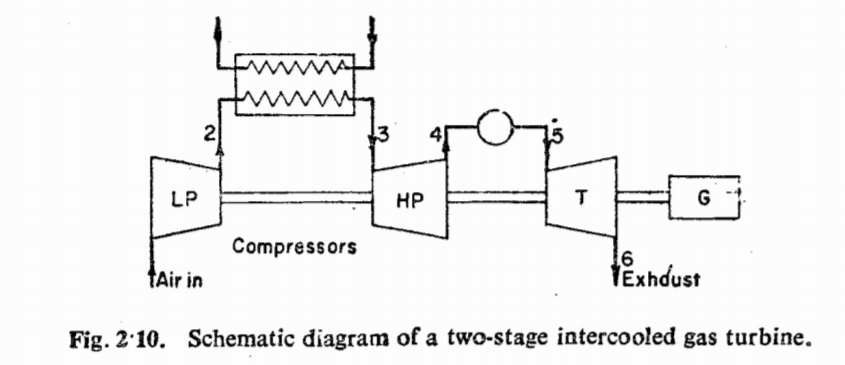 2
3
4
5
LP
HP
T
G
Compressors
Air in
6
Exhdust
Fig. 2·10. Schematic diagram of a two-stage intercooled gas turbine.